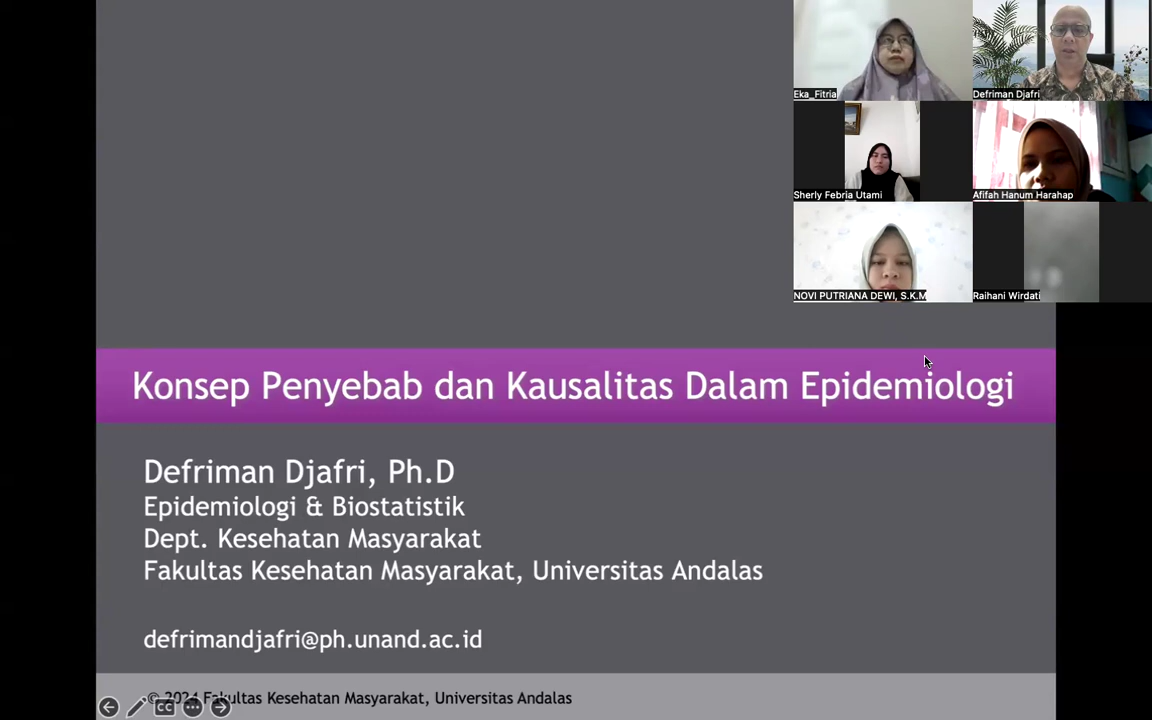 Eka_Fitria
Defriman Djafri
Sherly Febria Utami
Afifah Hanum Harahap
NOVI PUTRIANA DEWI, S.K.M
Raihani Wirdati
Konsep Penyebab dan Kausalitas Dalam Epidemiologi
Defriman Djafri, Ph.D
Epidemiologi & Biostatistik
Dept. Kesehatan Masyarakat
Fakultas Kesehatan Masyarakat, Universitas Andalas
defrimandjafri@ph.unand.ac.id
© 2024 Fakultas Kesehatan Masyarakat, Universitas Andalas
CC